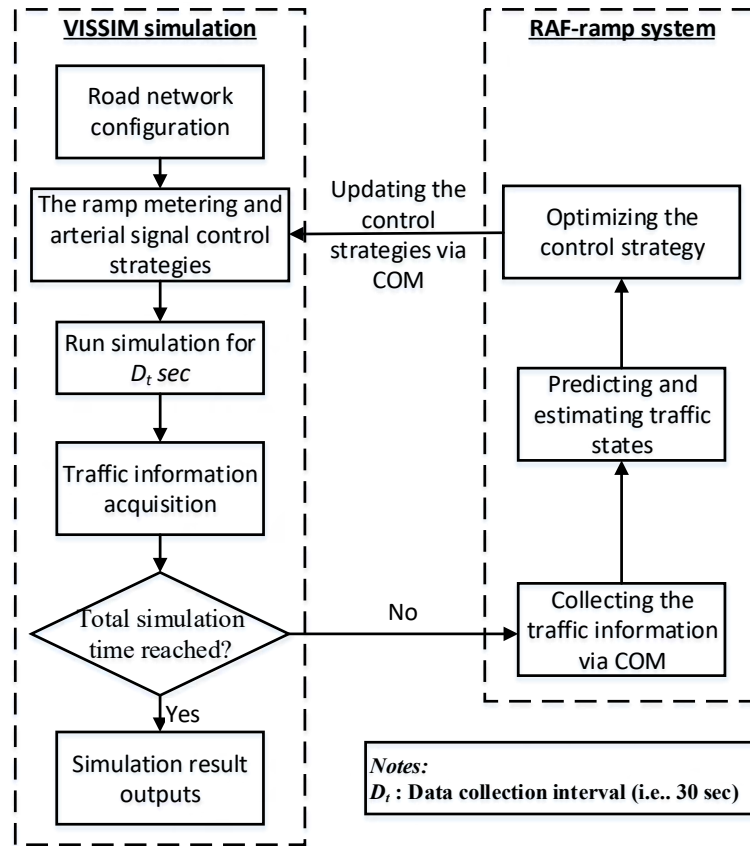 VISSIM simulation
Road network
configuration
The ramp metering and
arterial signal control
strategies
Run simulation for
Dt sec
Traffic information
acquisition
Total simulation
time reached?
Yes
Simulation result
outputs
Updating the
control
strategies via
COM
No
RAF-ramp system
Optimizing the
control strategy
Predicting and
estimating traffic
states
Collecting the
traffic information
via COM
Notes:
Dt : Data collection interval (i.e.. 30 sec)